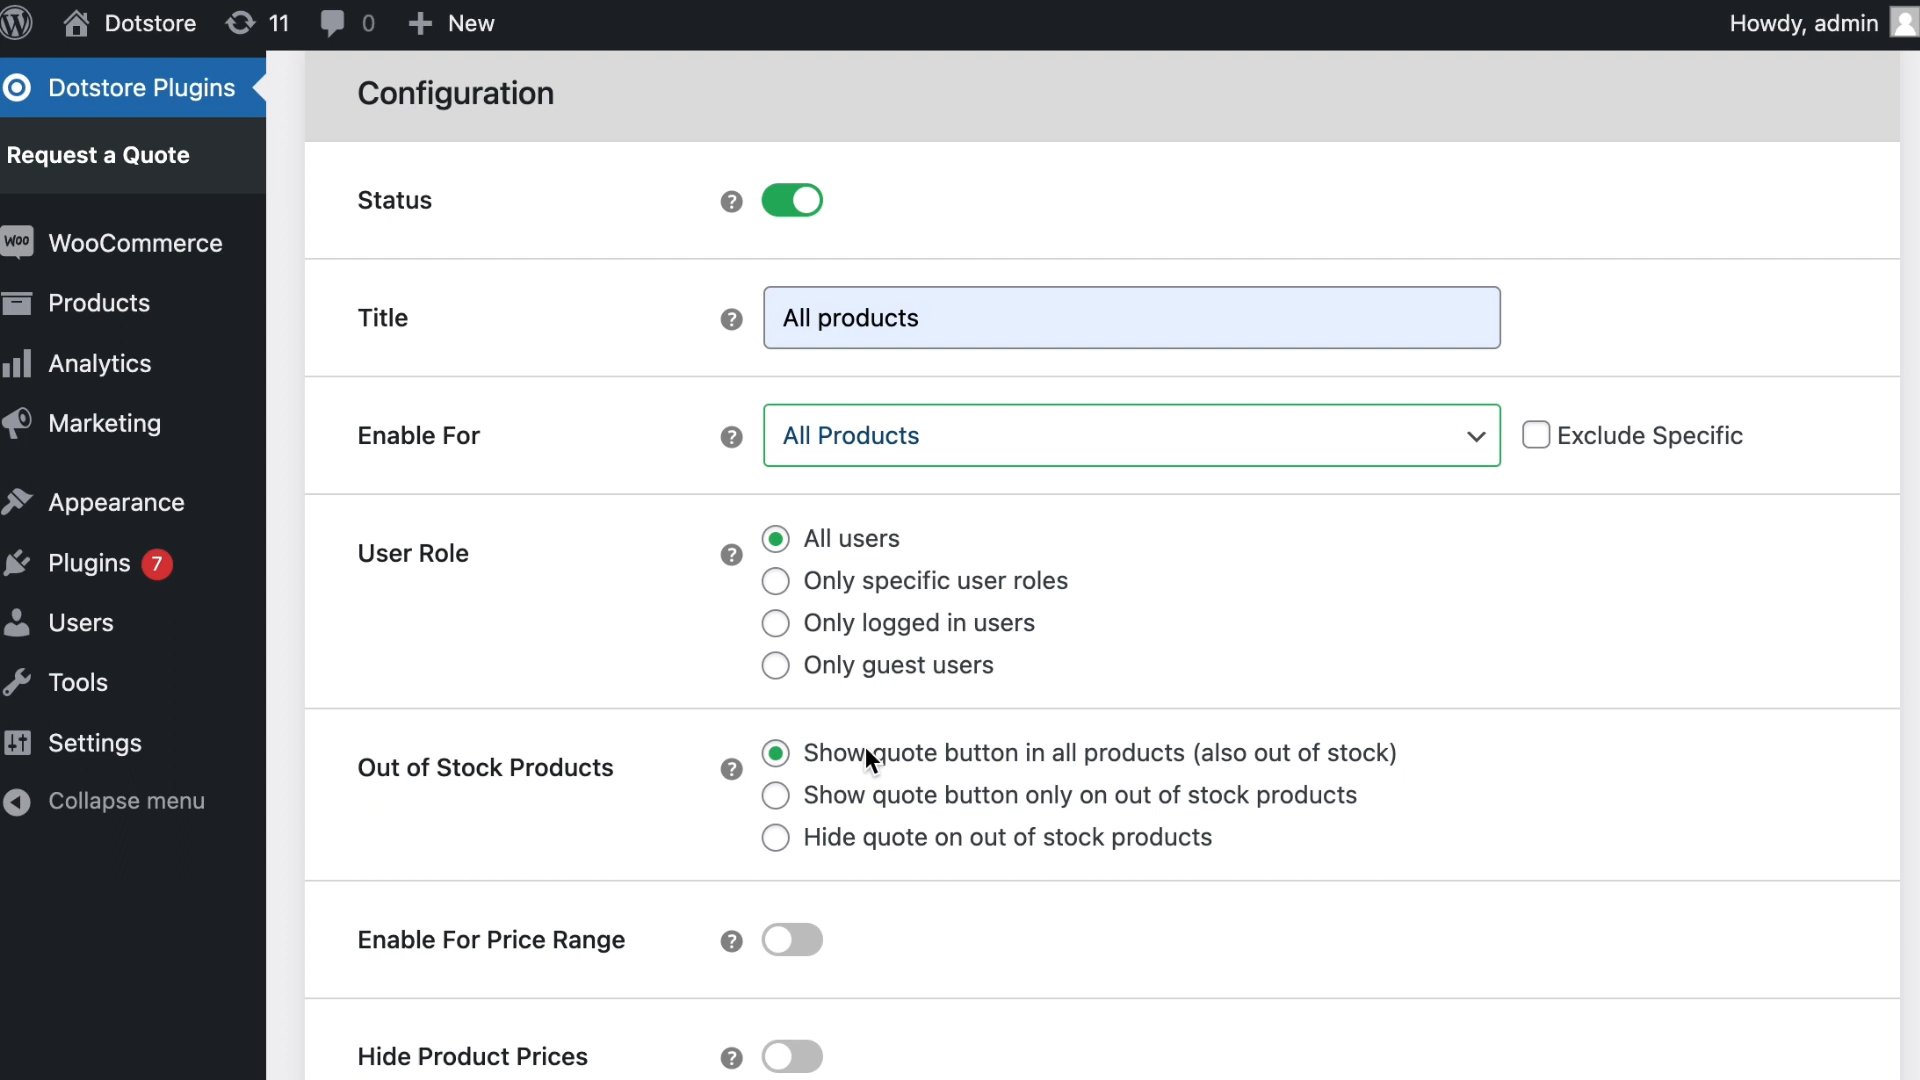 Dotstore 11 0 + New
Howdy, admin
Dotstore Plugins
Request a Quote
WOO WooCommerce
Products
Analytics
Marketing
Appearance
Plugins 7
Users
Tools
Settings
Collapse menu
Configuration
Status ?
Title ? All products
Enable For ? All Products Exclude Specific
User Role ? All users
Only specific user roles
Only logged in users
Only guest users
Out of Stock Products ? Show quote button in all products (also out of stock)
Show quote button only on out of stock products
Hide quote on out of stock products
Enable For Price Range ?
Hide Product Prices ?